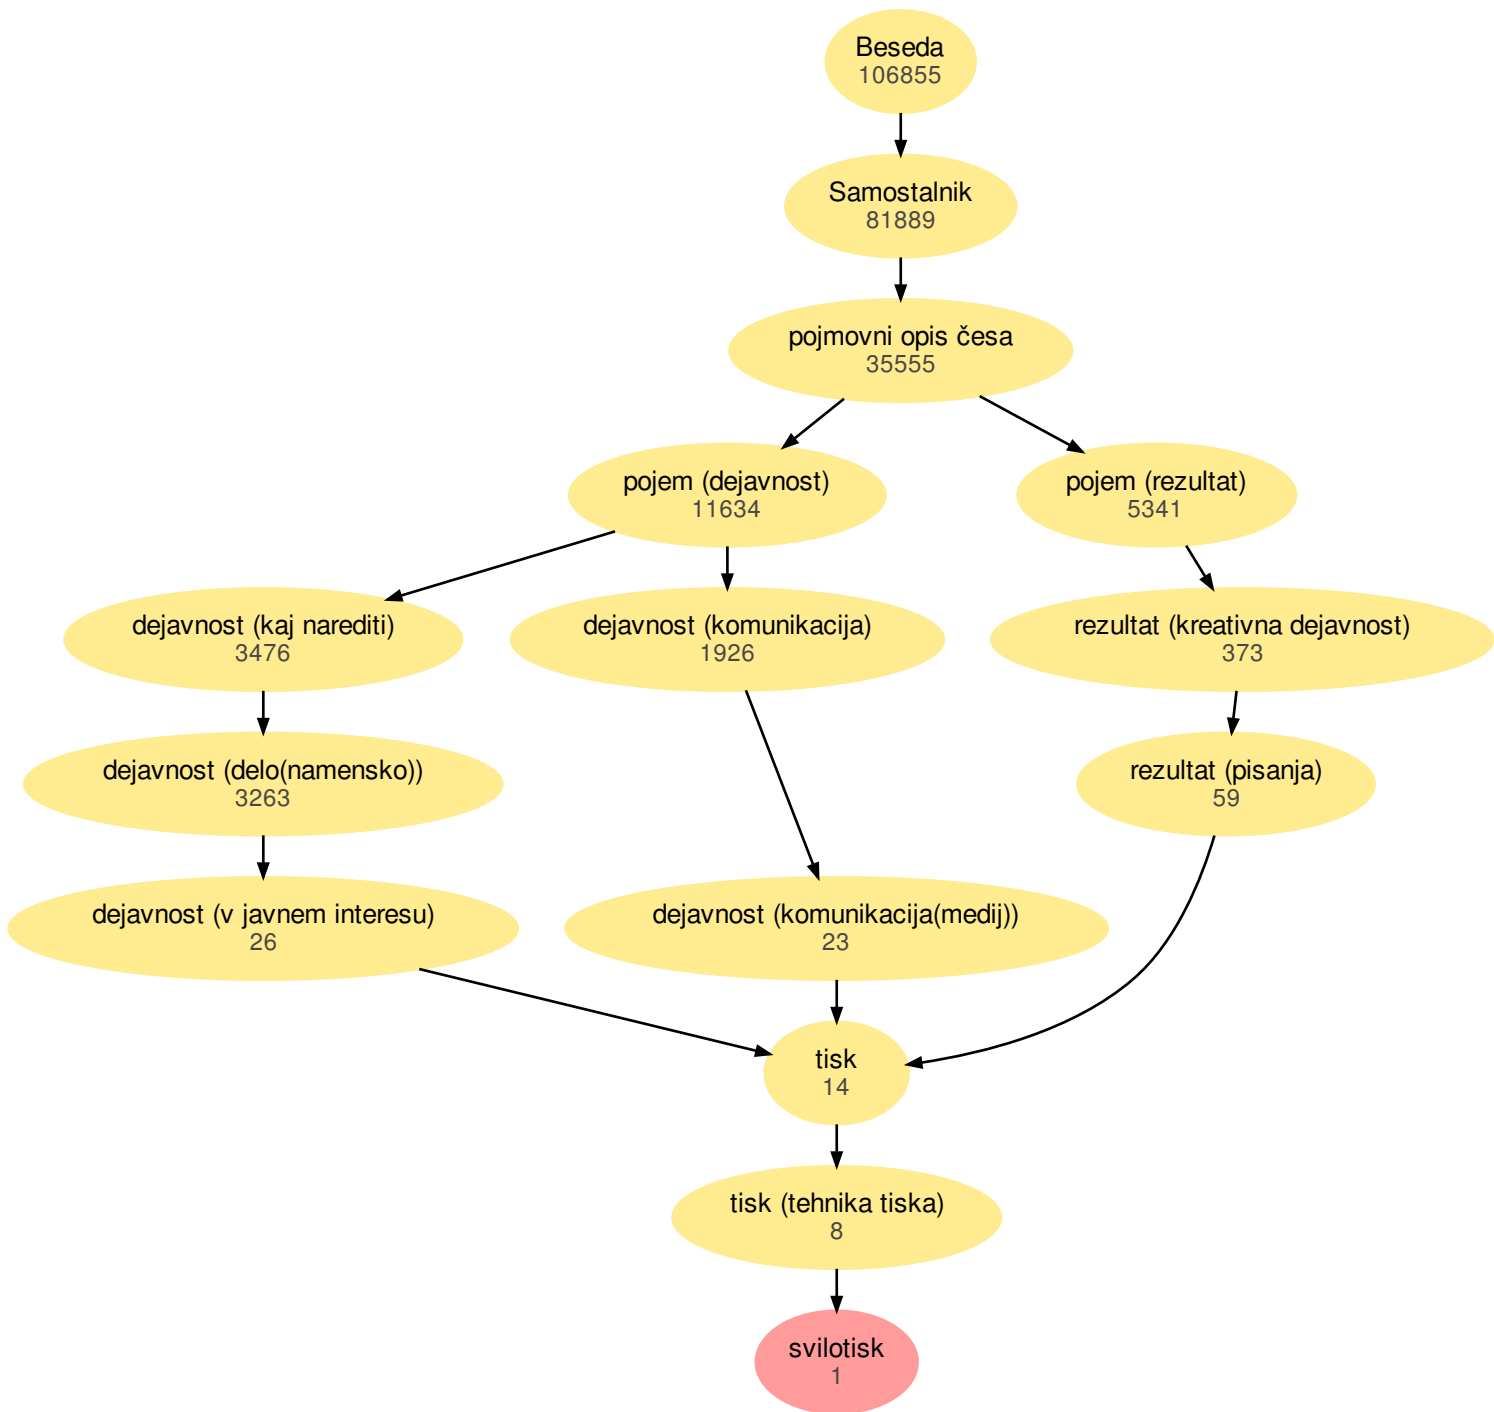 Beseda
106855
Samostalnik
81889
pojmovni opis česa
35555
pojem (dejavnost)
11634
pojem (rezultat)
5341
dejavnost (kaj narediti)
3476
dejavnost (komunikacija)
1926
rezultat (kreativna dejavnost)
373
dejavnost (delo(namensko))
3263
rezultat (pisanja)
59
dejavnost (v javnem interesu)
26
dejavnost (komunikacija(medij))
23
tisk
14
tisk (tehnika tiska)
8
svilotisk
1